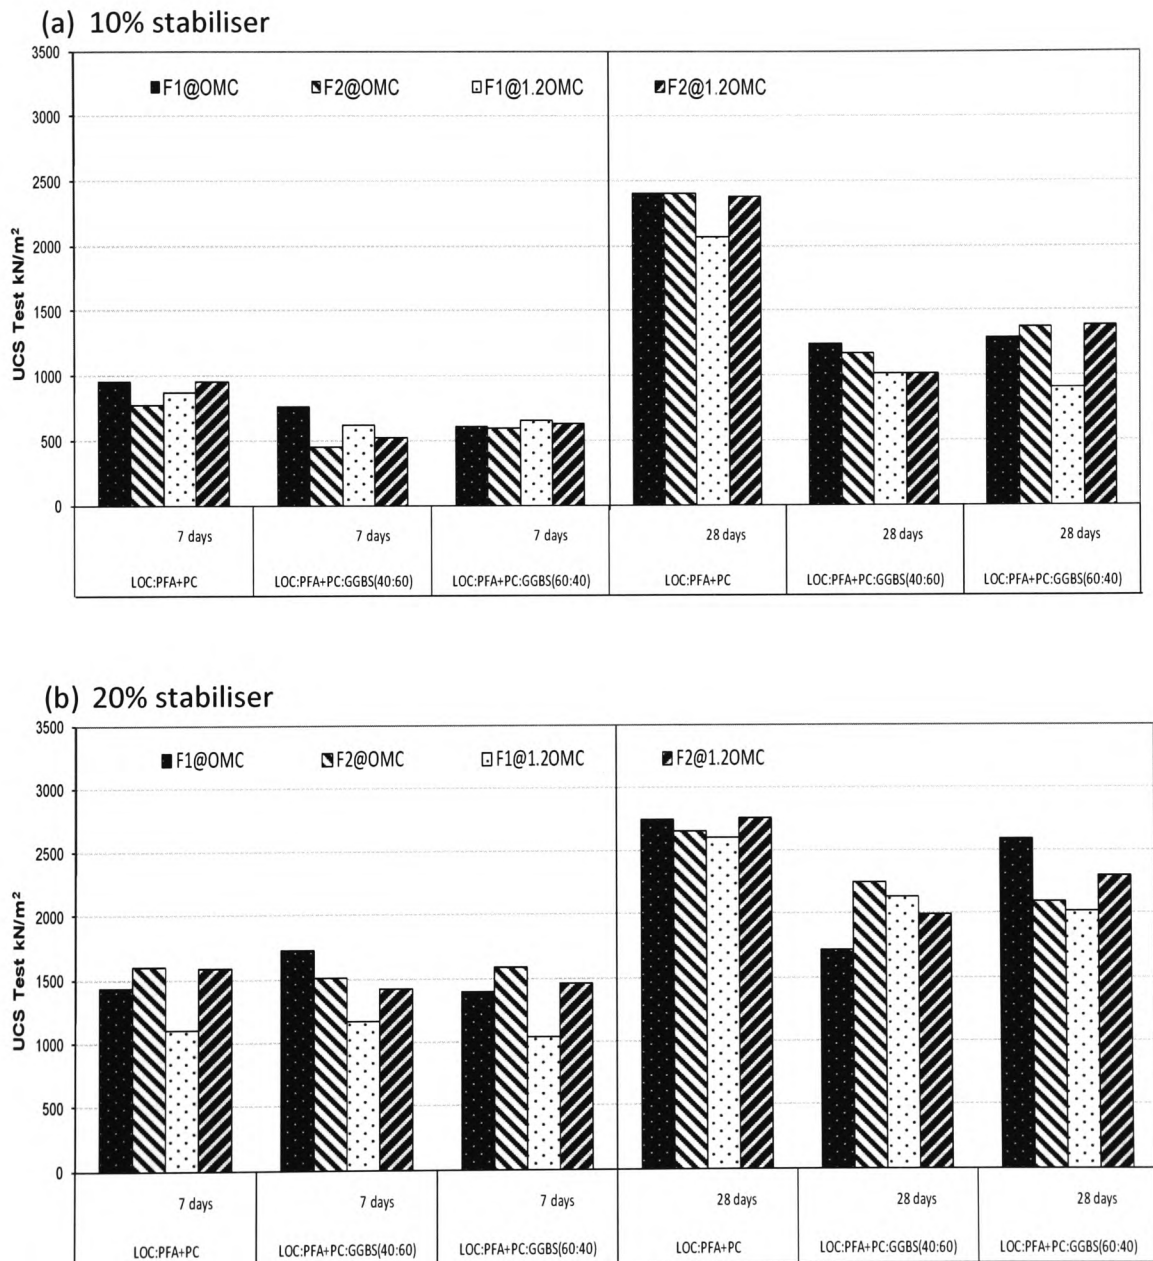 (a) 10% stabiliser
3500
F1@OMC F2@OMC F1@1.2OMC F2@1.2OMC
3000
2500
2000
1500
1000
500
0
UCS Test kN/m²
7 days 7 days 7 days 28 days 28 days 28 days
LOC:PFA+PC LOC:PFA+PC:GGBS(40:60) LOC:PFA+PC:GGBS(60:40) LOC:PFA+PC LOC:PFA+PC:GGBS(40:60) LOC:PFA+PC:GGBS(60:40)
(b) 20% stabiliser
3500
F1@OMC F2@OMC F1@1.2OMC F2@1.2OMC
3000
2500
2000
1500
1000
500
0
UCS Test kN/m²
7 days 7 days 7 days 28 days 28 days 28 days
LOC:PFA+PC LOC:PFA+PC:GGBS(40:60) LOC:PFA+PC:GGBS(60:40) LOC:PFA+PC LOC:PFA+PC:GGBS(40:60) LOC:PFA+PC:GGBS(60:40)